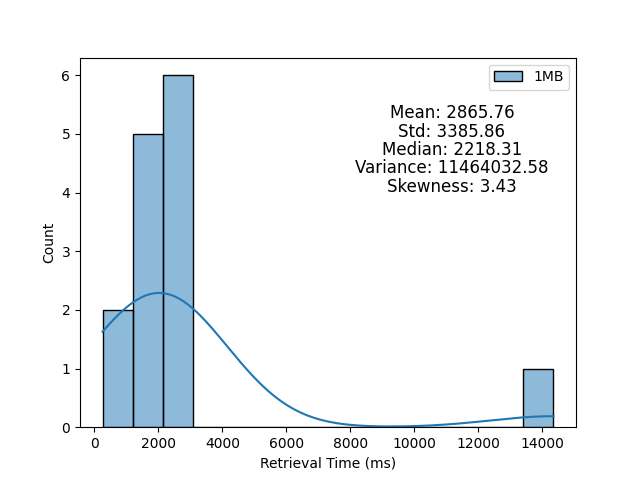 1MB
Mean: 2865.76
Std: 3385.86
Median: 2218.31
Variance: 11464032.58
Skewness: 3.43
Count
6
5
4
3
2
1
0
0 2000 4000 6000 8000 10000 12000 14000
Retrieval Time (ms)